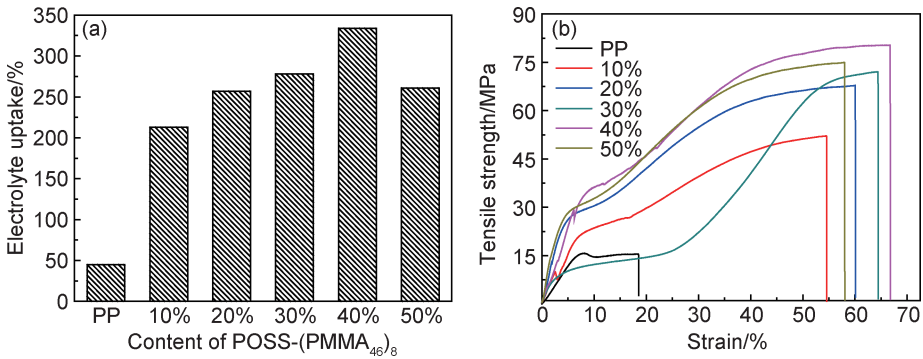 (a)
Electrolyte uptake/%
350
300
250
200
150
100
50
0
PP 10% 20% 30% 40% 50%
Content of POSS-(PMMA₄₆)₈
(b)
Tensile strength/MPa
90
75
60
45
30
15
PP
10%
20%
30%
40%
50%
0 10 20 30 40 50 60 70
Strain/%